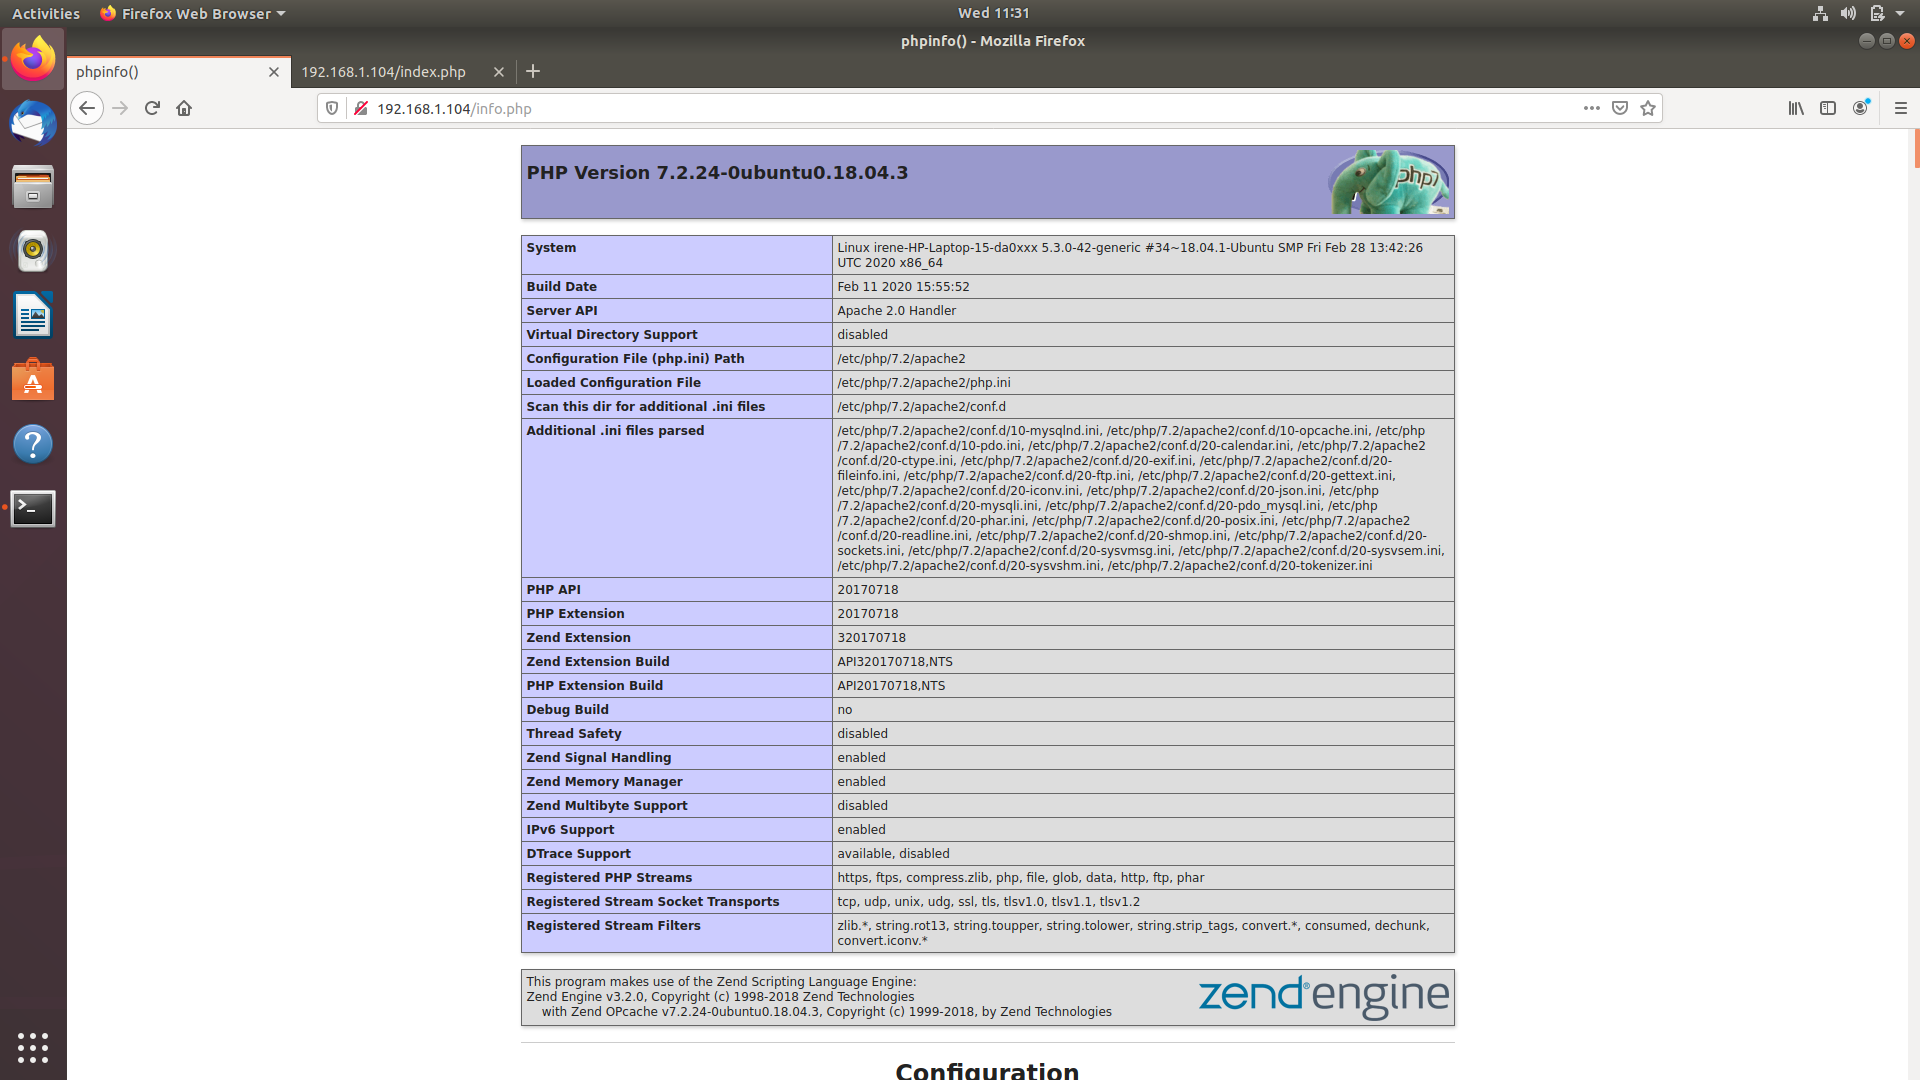 Activities
Firefox Web Browser
Wed 11:31
phpinfo() - Mozilla Firefox
phpinfo()
192.168.1.104/index.php
192.168.1.104/info.php
PHP Version 7.2.24-0ubuntu0.18.04.3
php7
System
Linux irene-HP-Laptop-15-da0xxx 5.3.0-42-generic #34~18.04.1-Ubuntu SMP Fri Feb 28 13:42:26
UTC 2020 x86_64
Build Date
Feb 11 2020 15:55:52
Server API
Apache 2.0 Handler
Virtual Directory Support
disabled
Configuration File (php.ini) Path
/etc/php/7.2/apache2
Loaded Configuration File
/etc/php/7.2/apache2/php.ini
Scan this dir for additional .ini files
/etc/php/7.2/apache2/conf.d
Additional .ini files parsed
/etc/php/7.2/apache2/conf.d/10-mysqlnd.ini, /etc/php/7.2/apache2/conf.d/10-opcache.ini, /etc/php
/7.2/apache2/conf.d/10-pdo.ini, /etc/php/7.2/apache2/conf.d/20-calendar.ini, /etc/php/7.2/apache2
/conf.d/20-ctype.ini, /etc/php/7.2/apache2/conf.d/20-exif.ini, /etc/php/7.2/apache2/conf.d/20-
fileinfo.ini, /etc/php/7.2/apache2/conf.d/20-ftp.ini, /etc/php/7.2/apache2/conf.d/20-gettext.ini,
/etc/php/7.2/apache2/conf.d/20-iconv.ini, /etc/php/7.2/apache2/conf.d/20-json.ini, /etc/php
/7.2/apache2/conf.d/20-mysqli.ini, /etc/php/7.2/apache2/conf.d/20-pdo_mysql.ini, /etc/php
/7.2/apache2/conf.d/20-phar.ini, /etc/php/7.2/apache2/conf.d/20-posix.ini, /etc/php/7.2/apache2
/conf.d/20-readline.ini, /etc/php/7.2/apache2/conf.d/20-shmop.ini, /etc/php/7.2/apache2/conf.d/20-
sockets.ini, /etc/php/7.2/apache2/conf.d/20-sysvmsg.ini, /etc/php/7.2/apache2/conf.d/20-sysvsem.ini,
/etc/php/7.2/apache2/conf.d/20-sysvshm.ini, /etc/php/7.2/apache2/conf.d/20-tokenizer.ini
PHP API
20170718
PHP Extension
20170718
Zend Extension
320170718
Zend Extension Build
API320170718,NTS
PHP Extension Build
API20170718,NTS
Debug Build
no
Thread Safety
disabled
Zend Signal Handling
enabled
Zend Memory Manager
enabled
Zend Multibyte Support
disabled
IPv6 Support
enabled
DTrace Support
available, disabled
Registered PHP Streams
https, ftps, compress.zlib, php, file, glob, data, http, ftp, phar
Registered Stream Socket Transports
tcp, udp, unix, udg, ssl, tls, tlsv1.0, tlsv1.1, tlsv1.2
Registered Stream Filters
zlib.*, string.rot13, string.toupper, string.tolower, string.strip_tags, convert.*, consumed, dechunk,
convert.iconv.*
This program makes use of the Zend Scripting Language Engine:
Zend Engine v3.2.0, Copyright (c) 1998-2018 Zend Technologies
with Zend OPcache v7.2.24-0ubuntu0.18.04.3, Copyright (c) 1999-2018, by Zend Technologies
zend®engine
Configuration